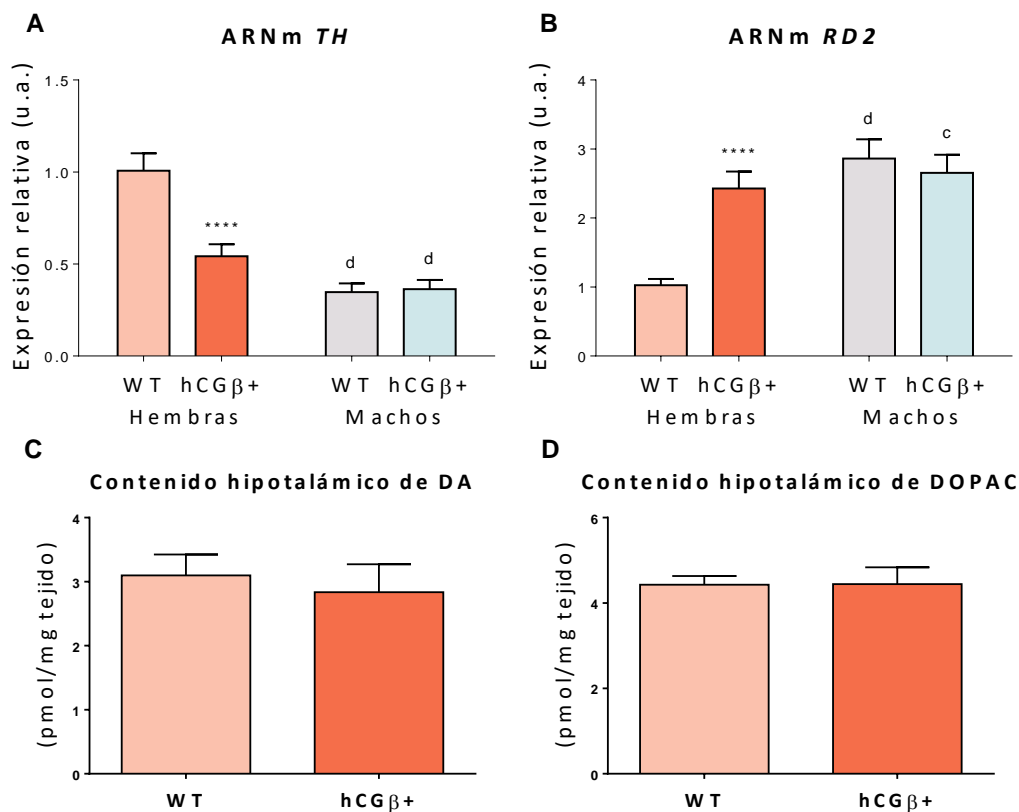 A
ARNm TH
Expresión relativa (u.a.)
1.5
1.0
0.5
0.0
****
d
d
WT hCGβ+ WT hCGβ+
Hembras Machos
B
ARNm RD2
Expresión relativa (u.a.)
4
3
2
1
0
****
d
c
WT hCGβ+ WT hCGβ+
Hembras Machos
C
Contenido hipotalámico de DA
(pmol/mg tejido)
4
3
2
1
0
WT hCGβ+
D
Contenido hipotalámico de DOPAC
(pmol/mg tejido)
6
4
2
0
WT hCGβ+